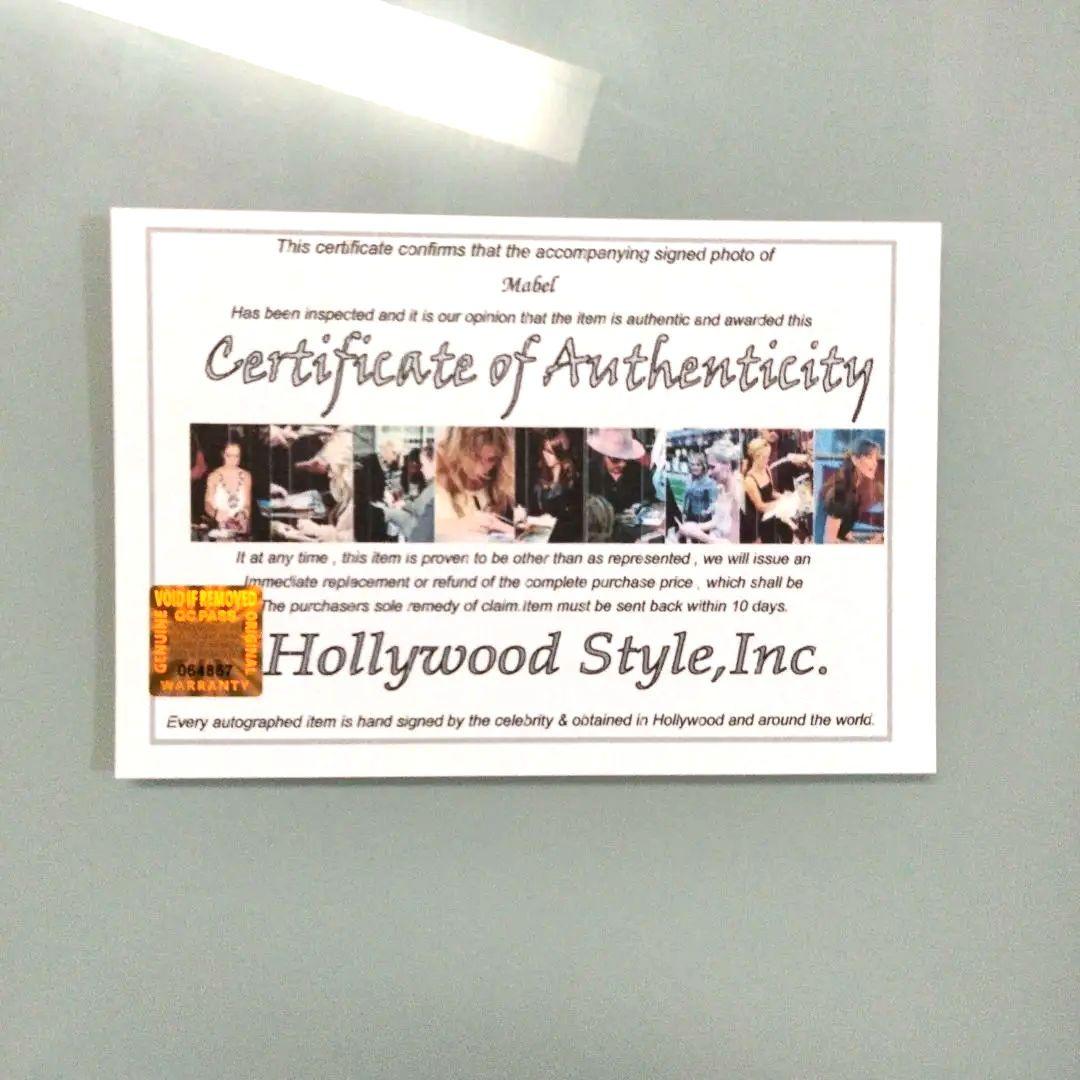 This certificate confirms that the accompanying signed photo of
Mabel
Has been inspected and it is our opinion that the item is authentic and awarded this
Certificate of Authenticity
It at any time , this item is proven to be other than as represented , we will issue an
Immediate replacement or refund of the complete purchase price , which shall be
The purchasers sole remedy of claim.item must be sent back within 10 days.
VOID IF REMOVED
QC PASS
GENUINE
ORIGINAL
064887
WARRANTY
Hollywood Style,Inc.
Every autographed item is hand signed by the celebrity & obtained in Hollywood and around the world.